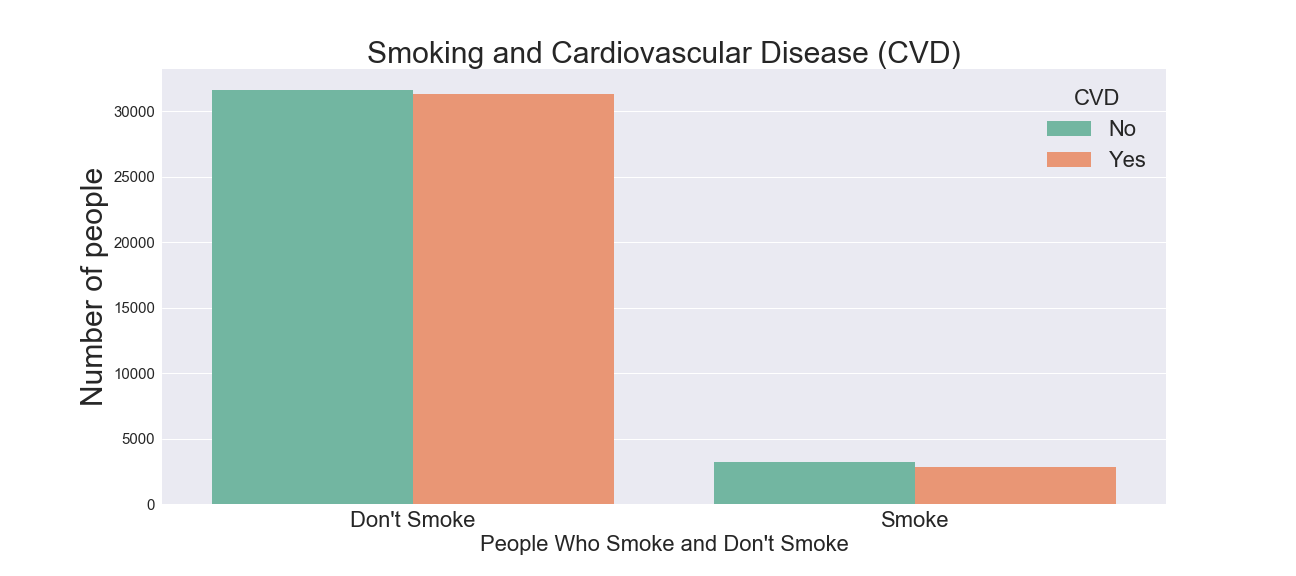 Smoking and Cardiovascular Disease (CVD)
CVD
No
Yes
Number of people
30000
25000
20000
15000
10000
5000
0
Don't Smoke
Smoke
People Who Smoke and Don't Smoke